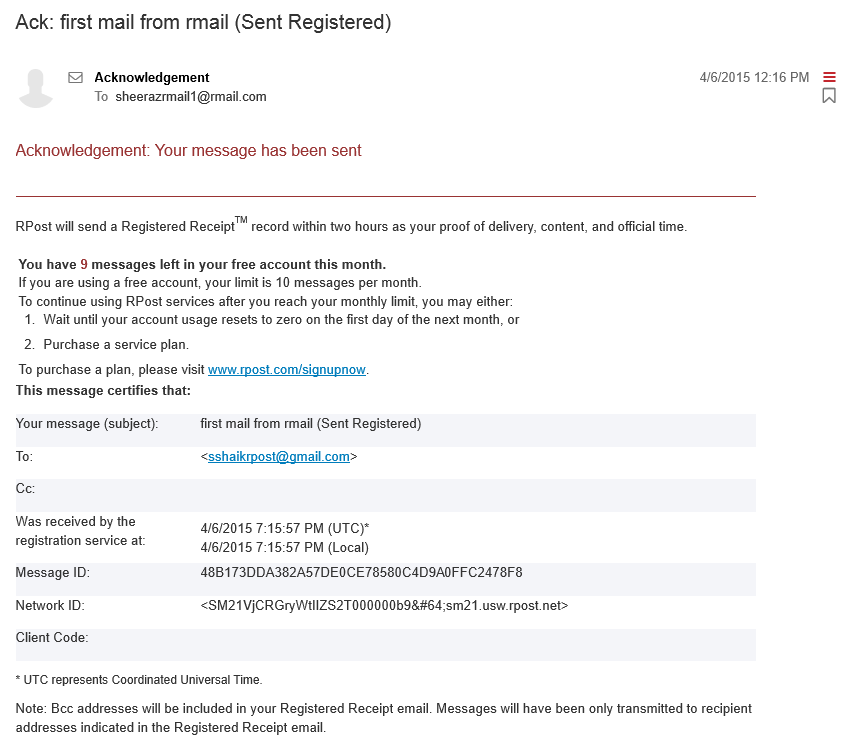 Ack: first mail from rmail (Sent Registered)
Acknowledgement
4/6/2015 12:16 PM
To sheerazrmail1@rmail.com
Acknowledgement: Your message has been sent
RPost will send a Registered Receipt™ record within two hours as your proof of delivery, content, and official time.
You have 9 messages left in your free account this month.
If you are using a free account, your limit is 10 messages per month.
To continue using RPost services after you reach your monthly limit, you may either:
1. Wait until your account usage resets to zero on the first day of the next month, or
2. Purchase a service plan.
To purchase a plan, please visit www.rpost.com/signupnow.
This message certifies that:
Your message (subject): first mail from rmail (Sent Registered)
To: <sshaikrpost@gmail.com>
Cc:
Was received by the
registration service at:
4/6/2015 7:15:57 PM (UTC)*
4/6/2015 7:15:57 PM (Local)
Message ID: 48B173DDA382A57DE0CE78580C4D9A0FFC2478F8
Network ID: <SM21VjCRGryWtIIZS2T000000b9&#64;sm21.usw.rpost.net>
Client Code:
* UTC represents Coordinated Universal Time.
Note: Bcc addresses will be included in your Registered Receipt email. Messages will have been only transmitted to recipient
addresses indicated in the Registered Receipt email.